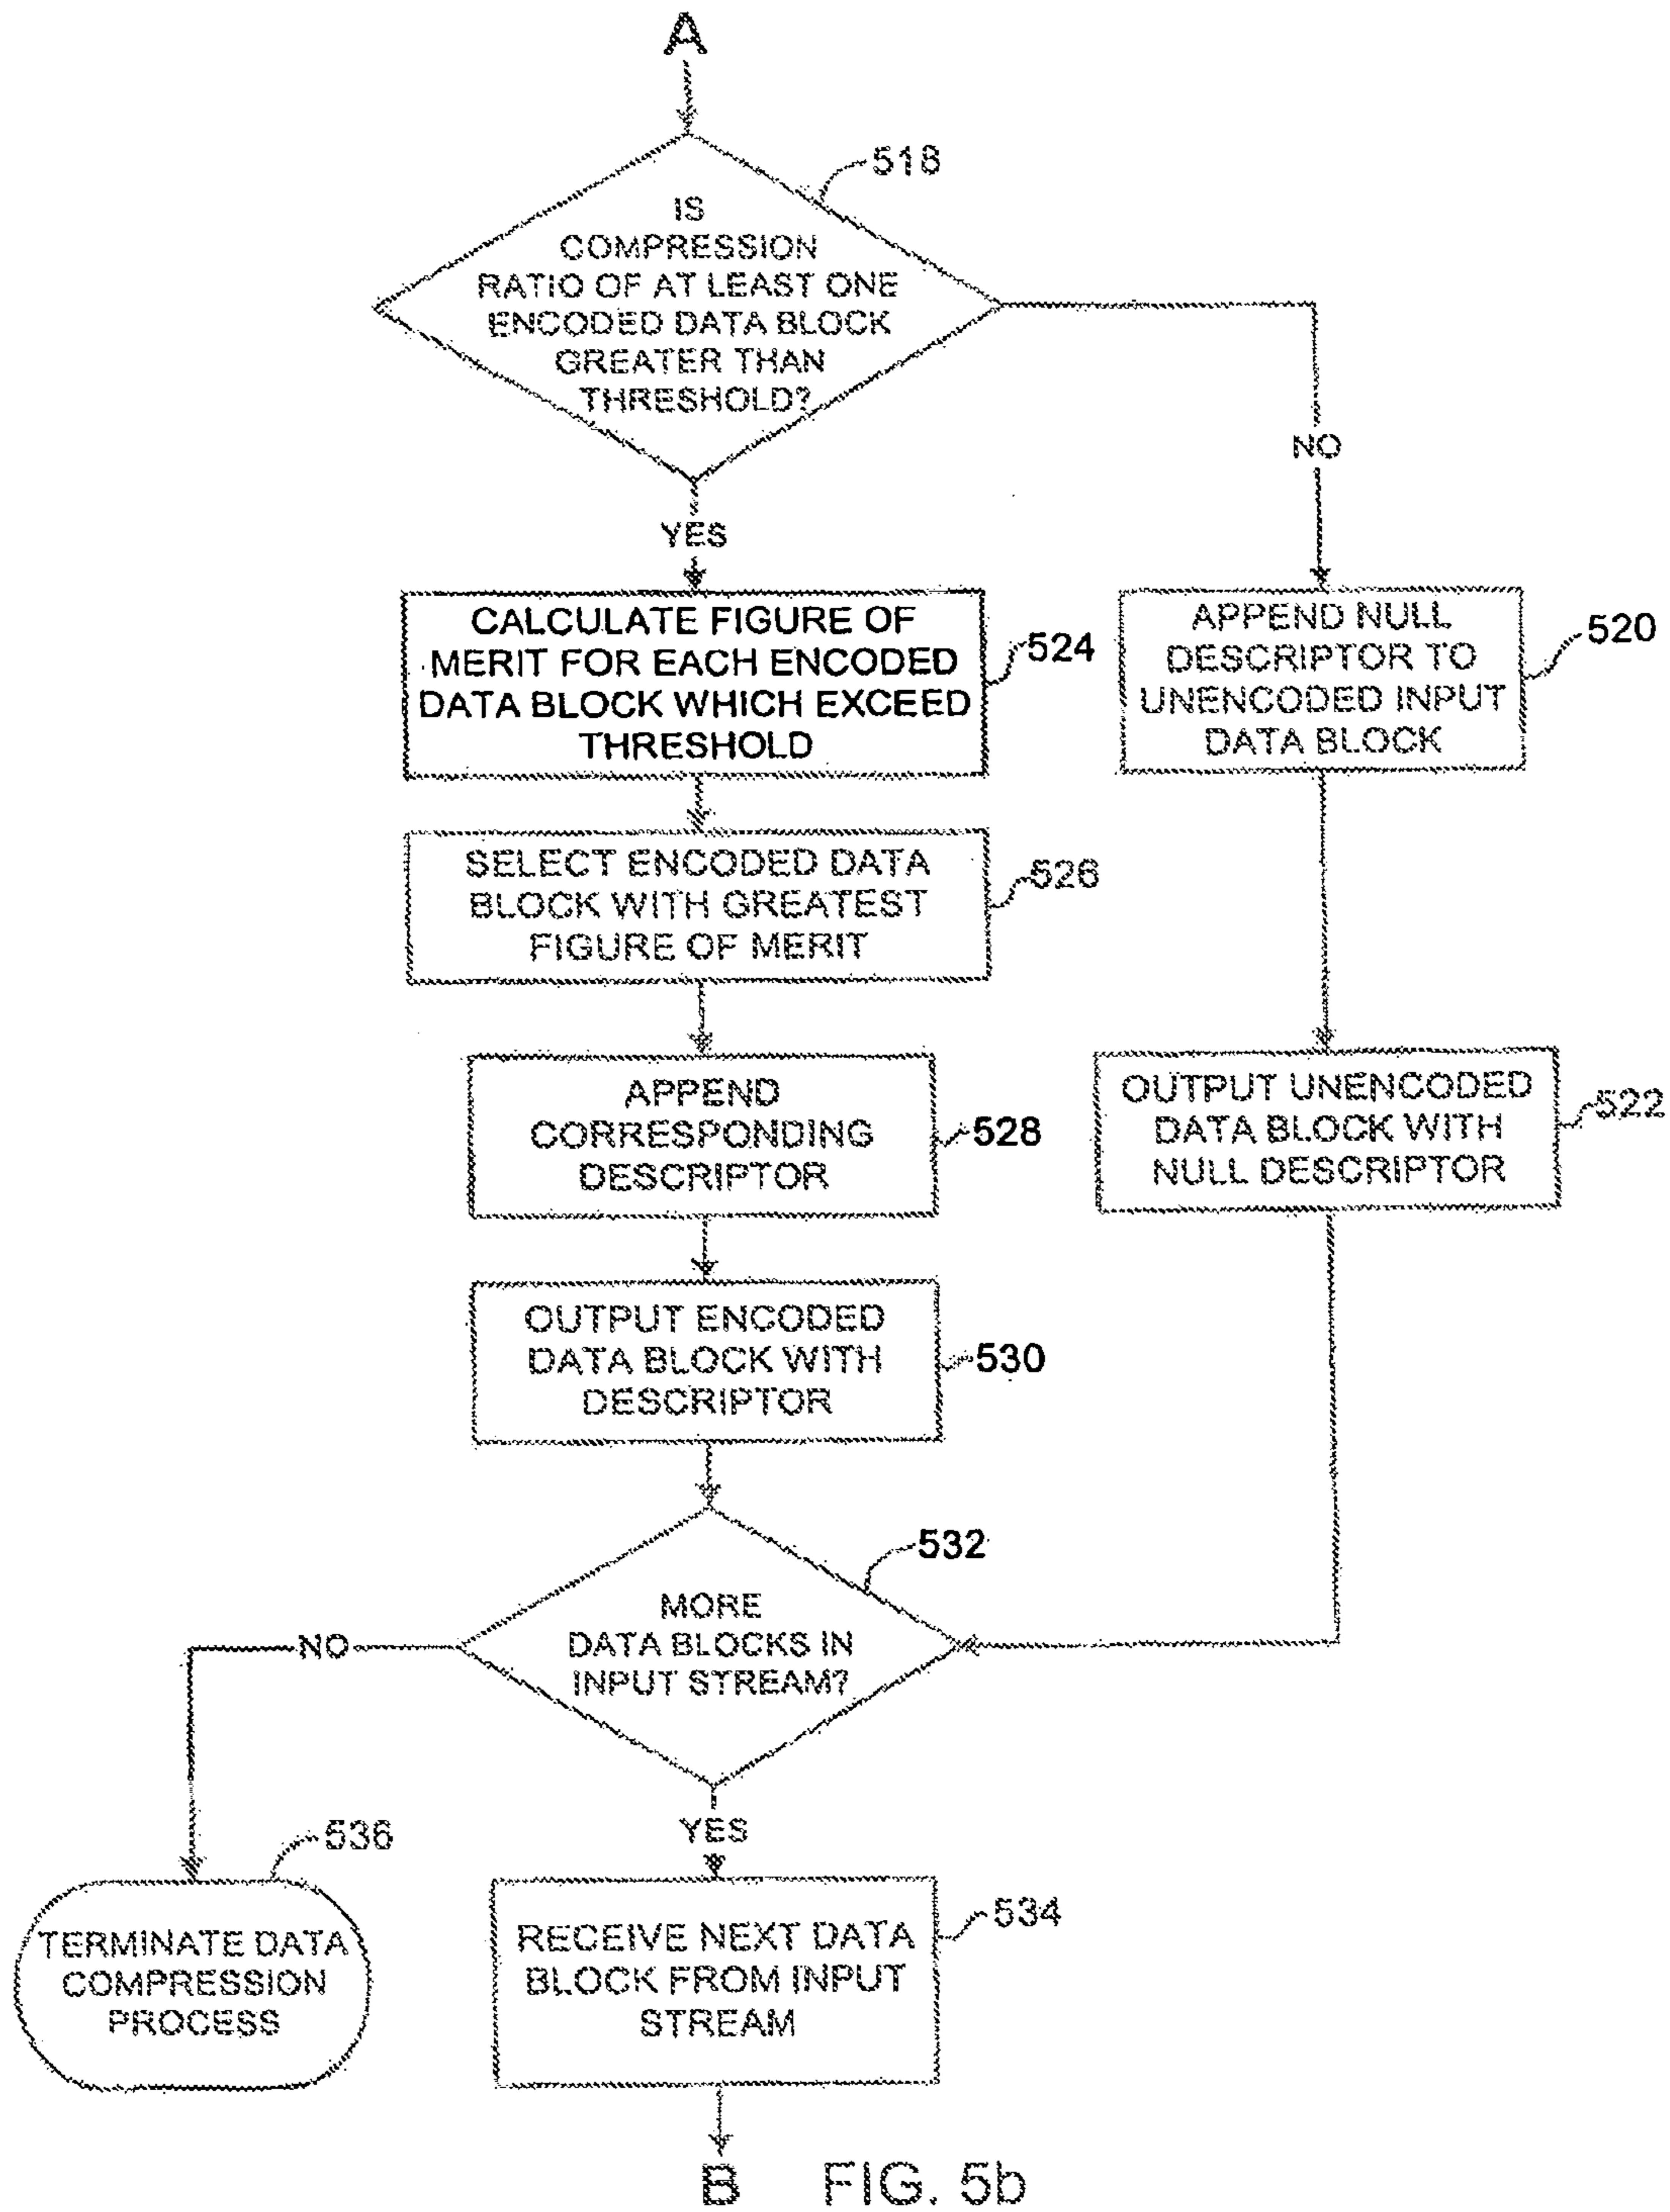 A
518
IS
COMPRESSION
RATIO OF AT LEAST ONE
ENCODED DATA BLOCK
GREATER THAN
THRESHOLD?
NO
YES
CALCULATE FIGURE OF
MERIT FOR EACH ENCODED
DATA BLOCK WHICH EXCEED
THRESHOLD
524
APPEND NULL
DESCRIPTOR TO
UNENCODED INPUT
DATA BLOCK
520
SELECT ENCODED DATA
BLOCK WITH GREATEST
FIGURE OF MERIT
526
APPEND
CORRESPONDING
DESCRIPTOR
528
OUTPUT UNENCODED
DATA BLOCK WITH
NULL DESCRIPTOR
522
OUTPUT ENCODED
DATA BLOCK WITH
DESCRIPTOR
530
532
MORE
DATA BLOCKS IN
INPUT STREAM?
NO
YES
536
TERMINATE DATA
COMPRESSION
PROCESS
RECEIVE NEXT DATA
BLOCK FROM INPUT
STREAM
534
B
FIG. 5b